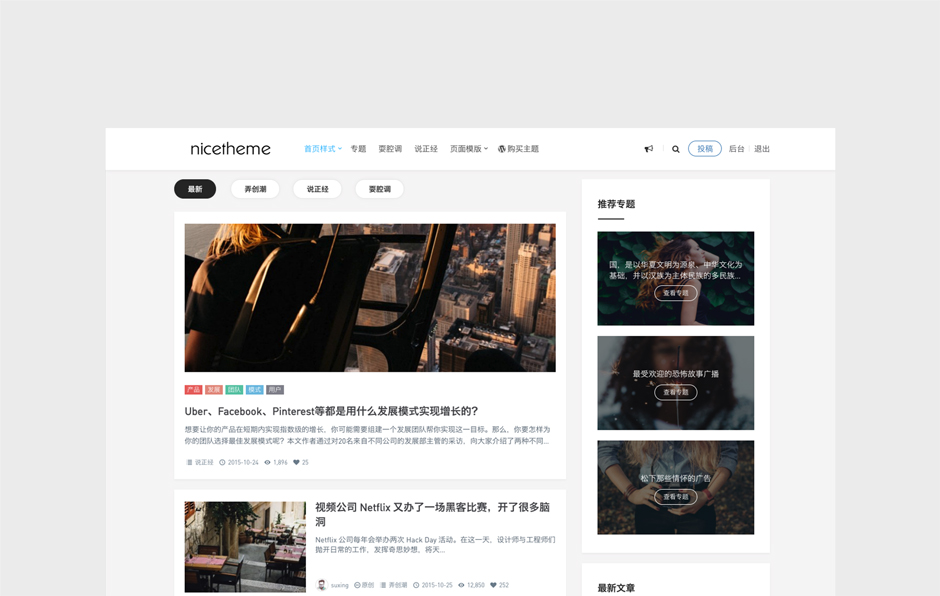 nicetheme 首页样式 专题 耍腔调 说正经 页面模版 购买主题 投稿 后台 退出
最新 弄创潮 说正经 耍腔调
产品 发展 团队 模式 用户
Uber、Facebook、Pinterest等都是用什么发展模式实现增长的?
想要让你的产品在短期内实现指数级的增长，你可能需要组建一个发展团队帮你实现这一目标。那么，你要怎样为
你的团队选择最佳发展模式呢？本文作者通过对20名来自不同公司的发展部主管的采访，向大家介绍了两种不同...
说正经 2015-10-24 1,896 25
视频公司 Netflix 又办了一场黑客比赛，开了很多脑
洞
Netflix 公司每年会举办两次 Hack Day 活动。在这一天，设计师与工程师们
抛开日常的工作，发挥奇思妙想，将天...
suxing 原创 弄创潮 2015-10-25 12,850 252
推荐专题
国，是以华夏文明为源泉、中华文化为
基础，并以汉族为主体民族的多民族...
查看专题
最受欢迎的恐怖故事广播
查看专题
松下那些情怀的广告
查看专题
最新文章